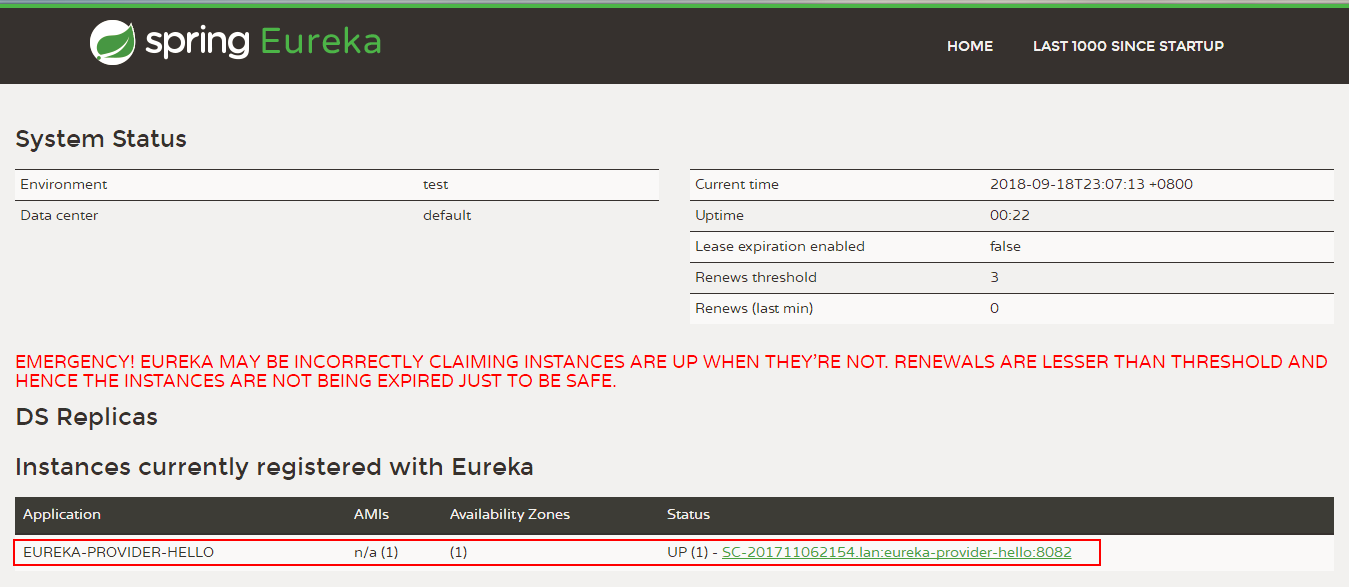 spring Eureka
HOME LAST 1000 SINCE STARTUP
System Status
Environment test
Data center default
Current time 2018-09-18T23:07:13 +0800
Uptime 00:22
Lease expiration enabled false
Renews threshold 3
Renews (last min) 0
EMERGENCY! EUREKA MAY BE INCORRECTLY CLAIMING INSTANCES ARE UP WHEN THEY'RE NOT. RENEWALS ARE LESSER THAN THRESHOLD AND
HENCE THE INSTANCES ARE NOT BEING EXPIRED JUST TO BE SAFE.
DS Replicas
Instances currently registered with Eureka
Application AMIs Availability Zones Status
EUREKA-PROVIDER-HELLO n/a (1) (1) UP (1) - SC-201711062154.lan:eureka-provider-hello:8082